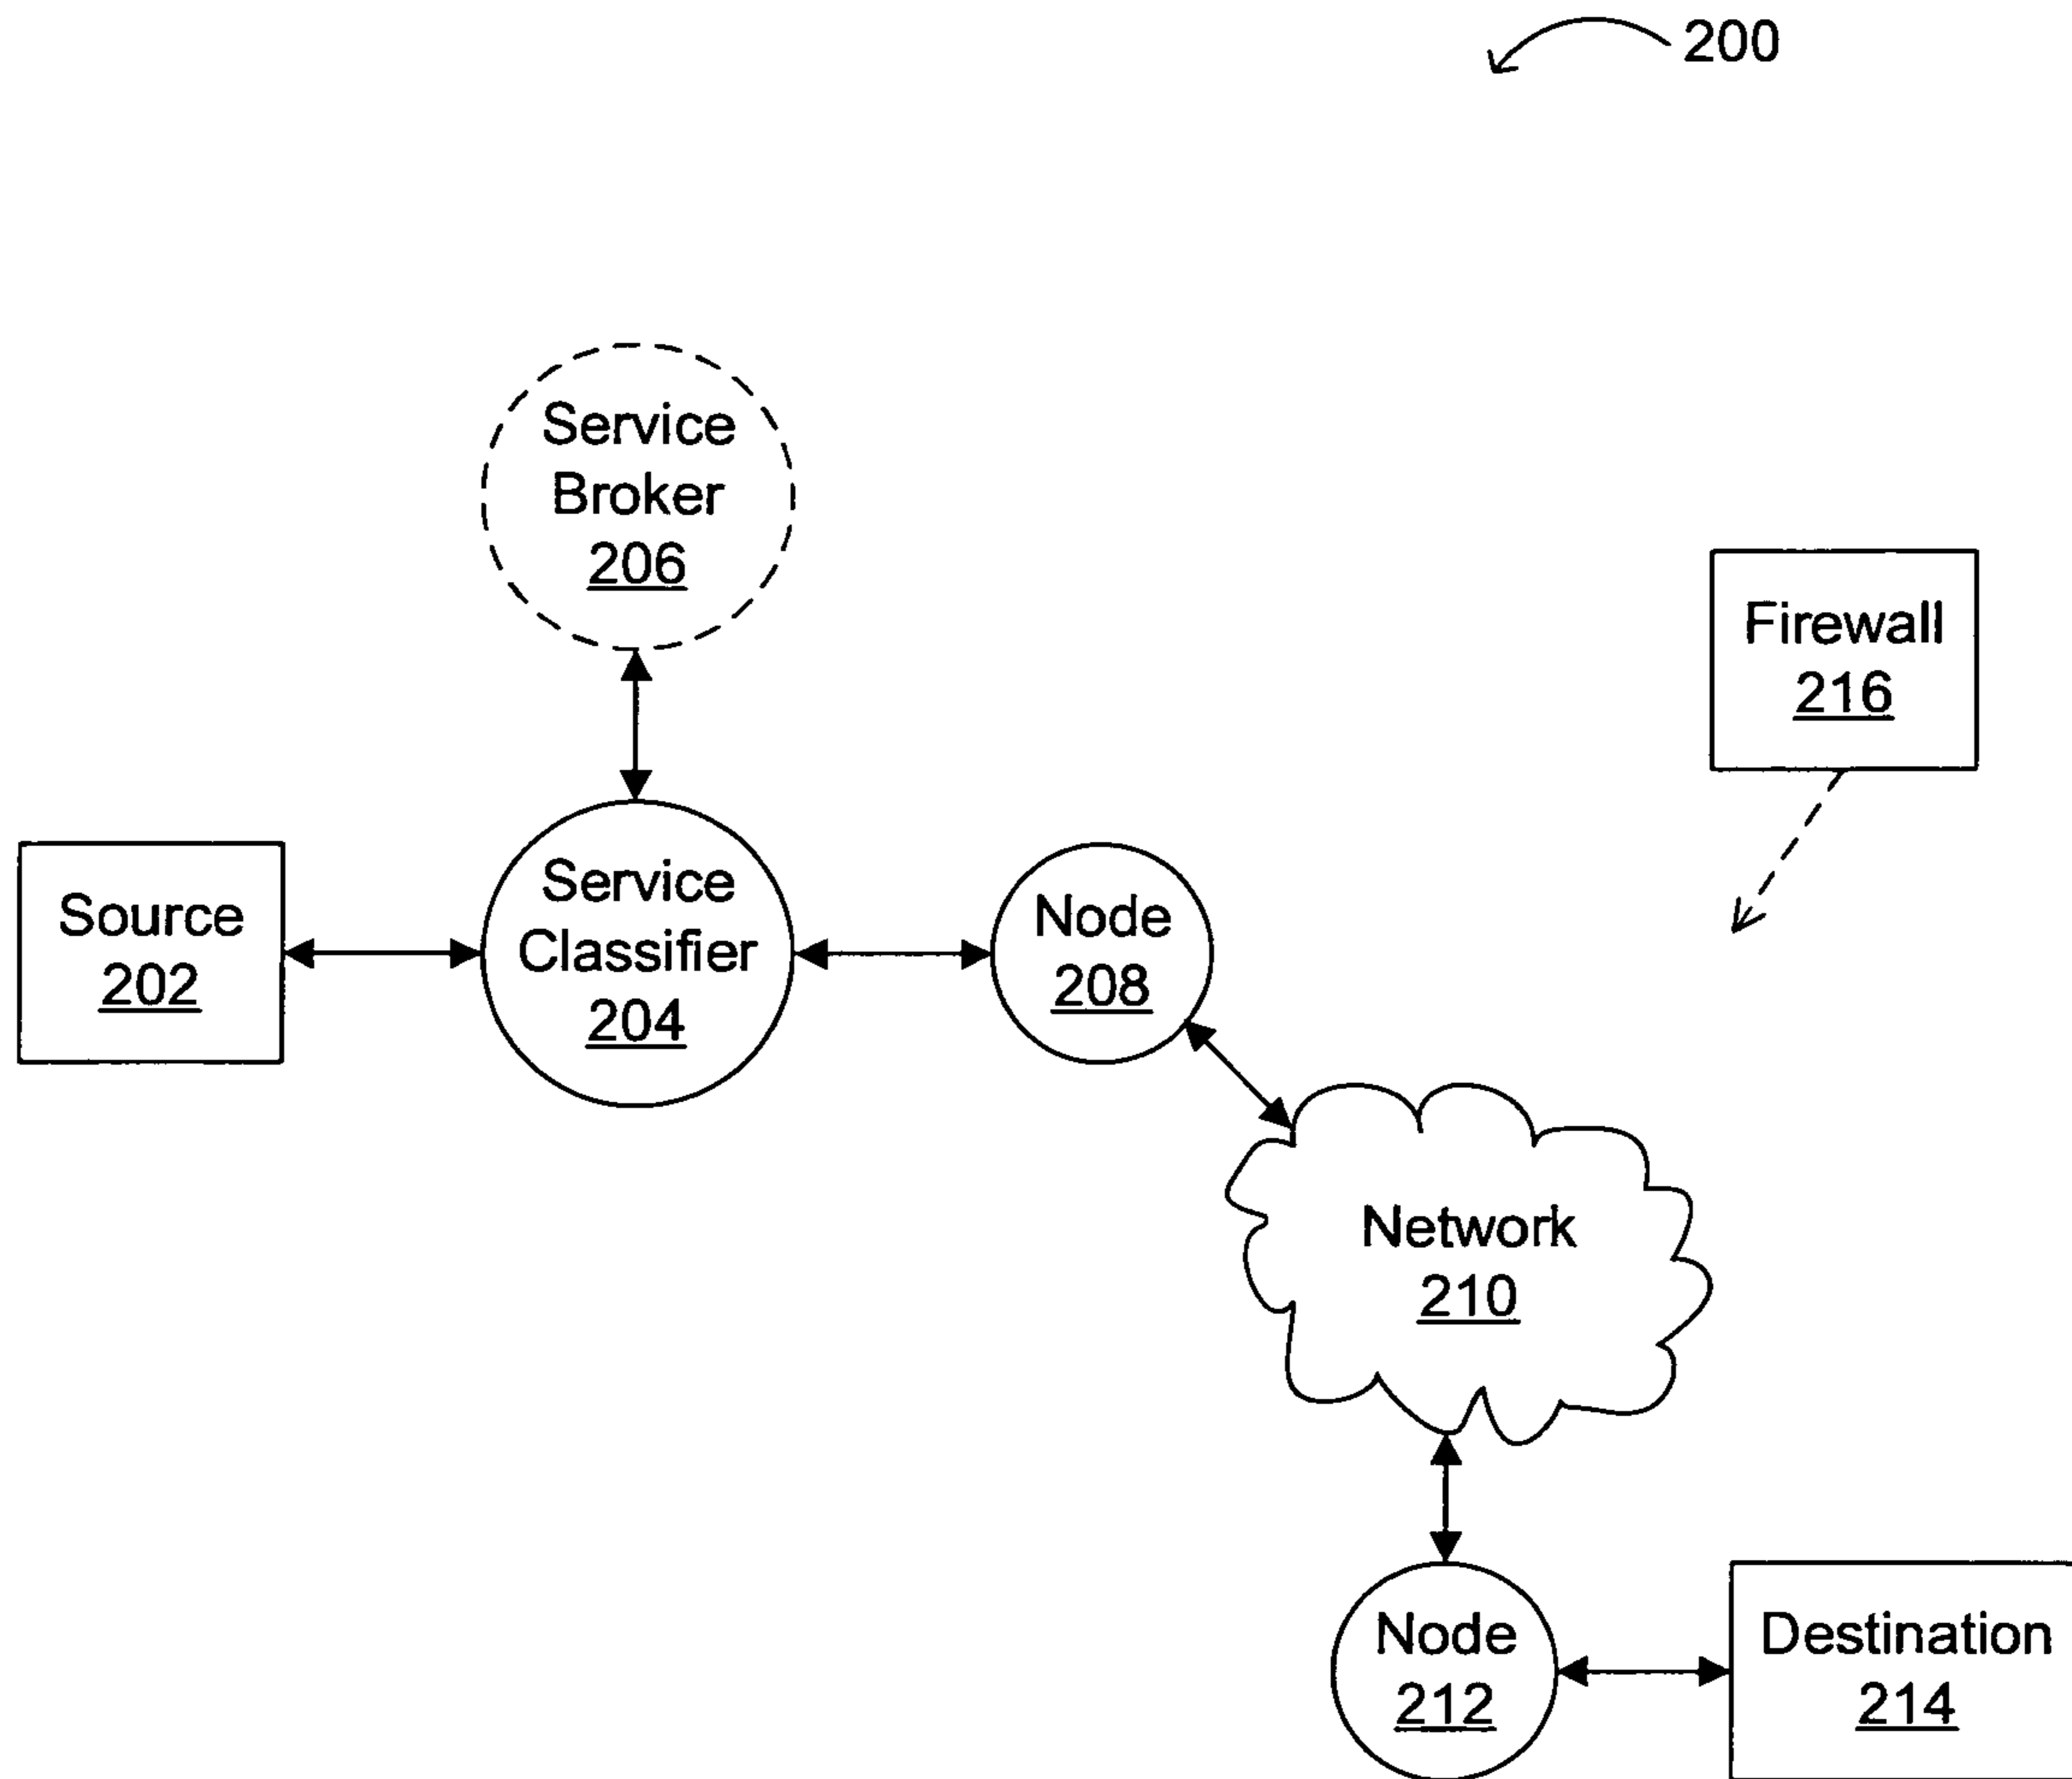 200
Service
Broker
206
Firewall
216
Source
202
Service
Classifier
204
Node
208
Network
210
Node
212
Destination
214